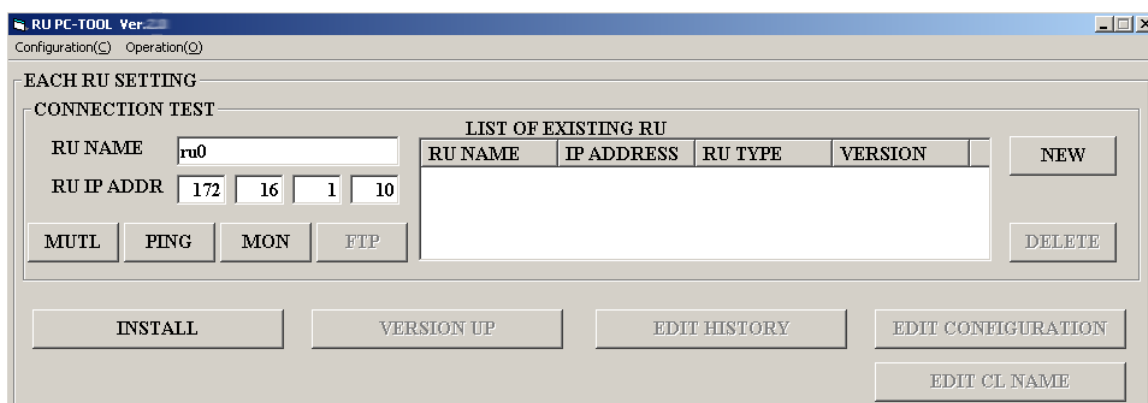 RU PC-TOOL Ver.
Configuration(C) Operation(O)
EACH RU SETTING
CONNECTION TEST
LIST OF EXISTING RU
RU NAME ru0
RU NAME IP ADDRESS RU TYPE VERSION
NEW
RU IP ADDR 172 16 1 10
MUTL PING MON FTP
DELETE
INSTALL VERSION UP EDIT HISTORY EDIT CONFIGURATION
EDIT CL NAME